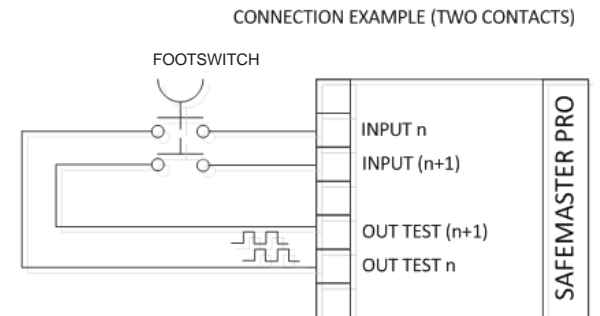 CONNECTION EXAMPLE (TWO CONTACTS)
FOOTSWITCH
INPUT n
INPUT (n+1)
OUT TEST (n+1)
OUT TEST n
SAFEMASTER PRO